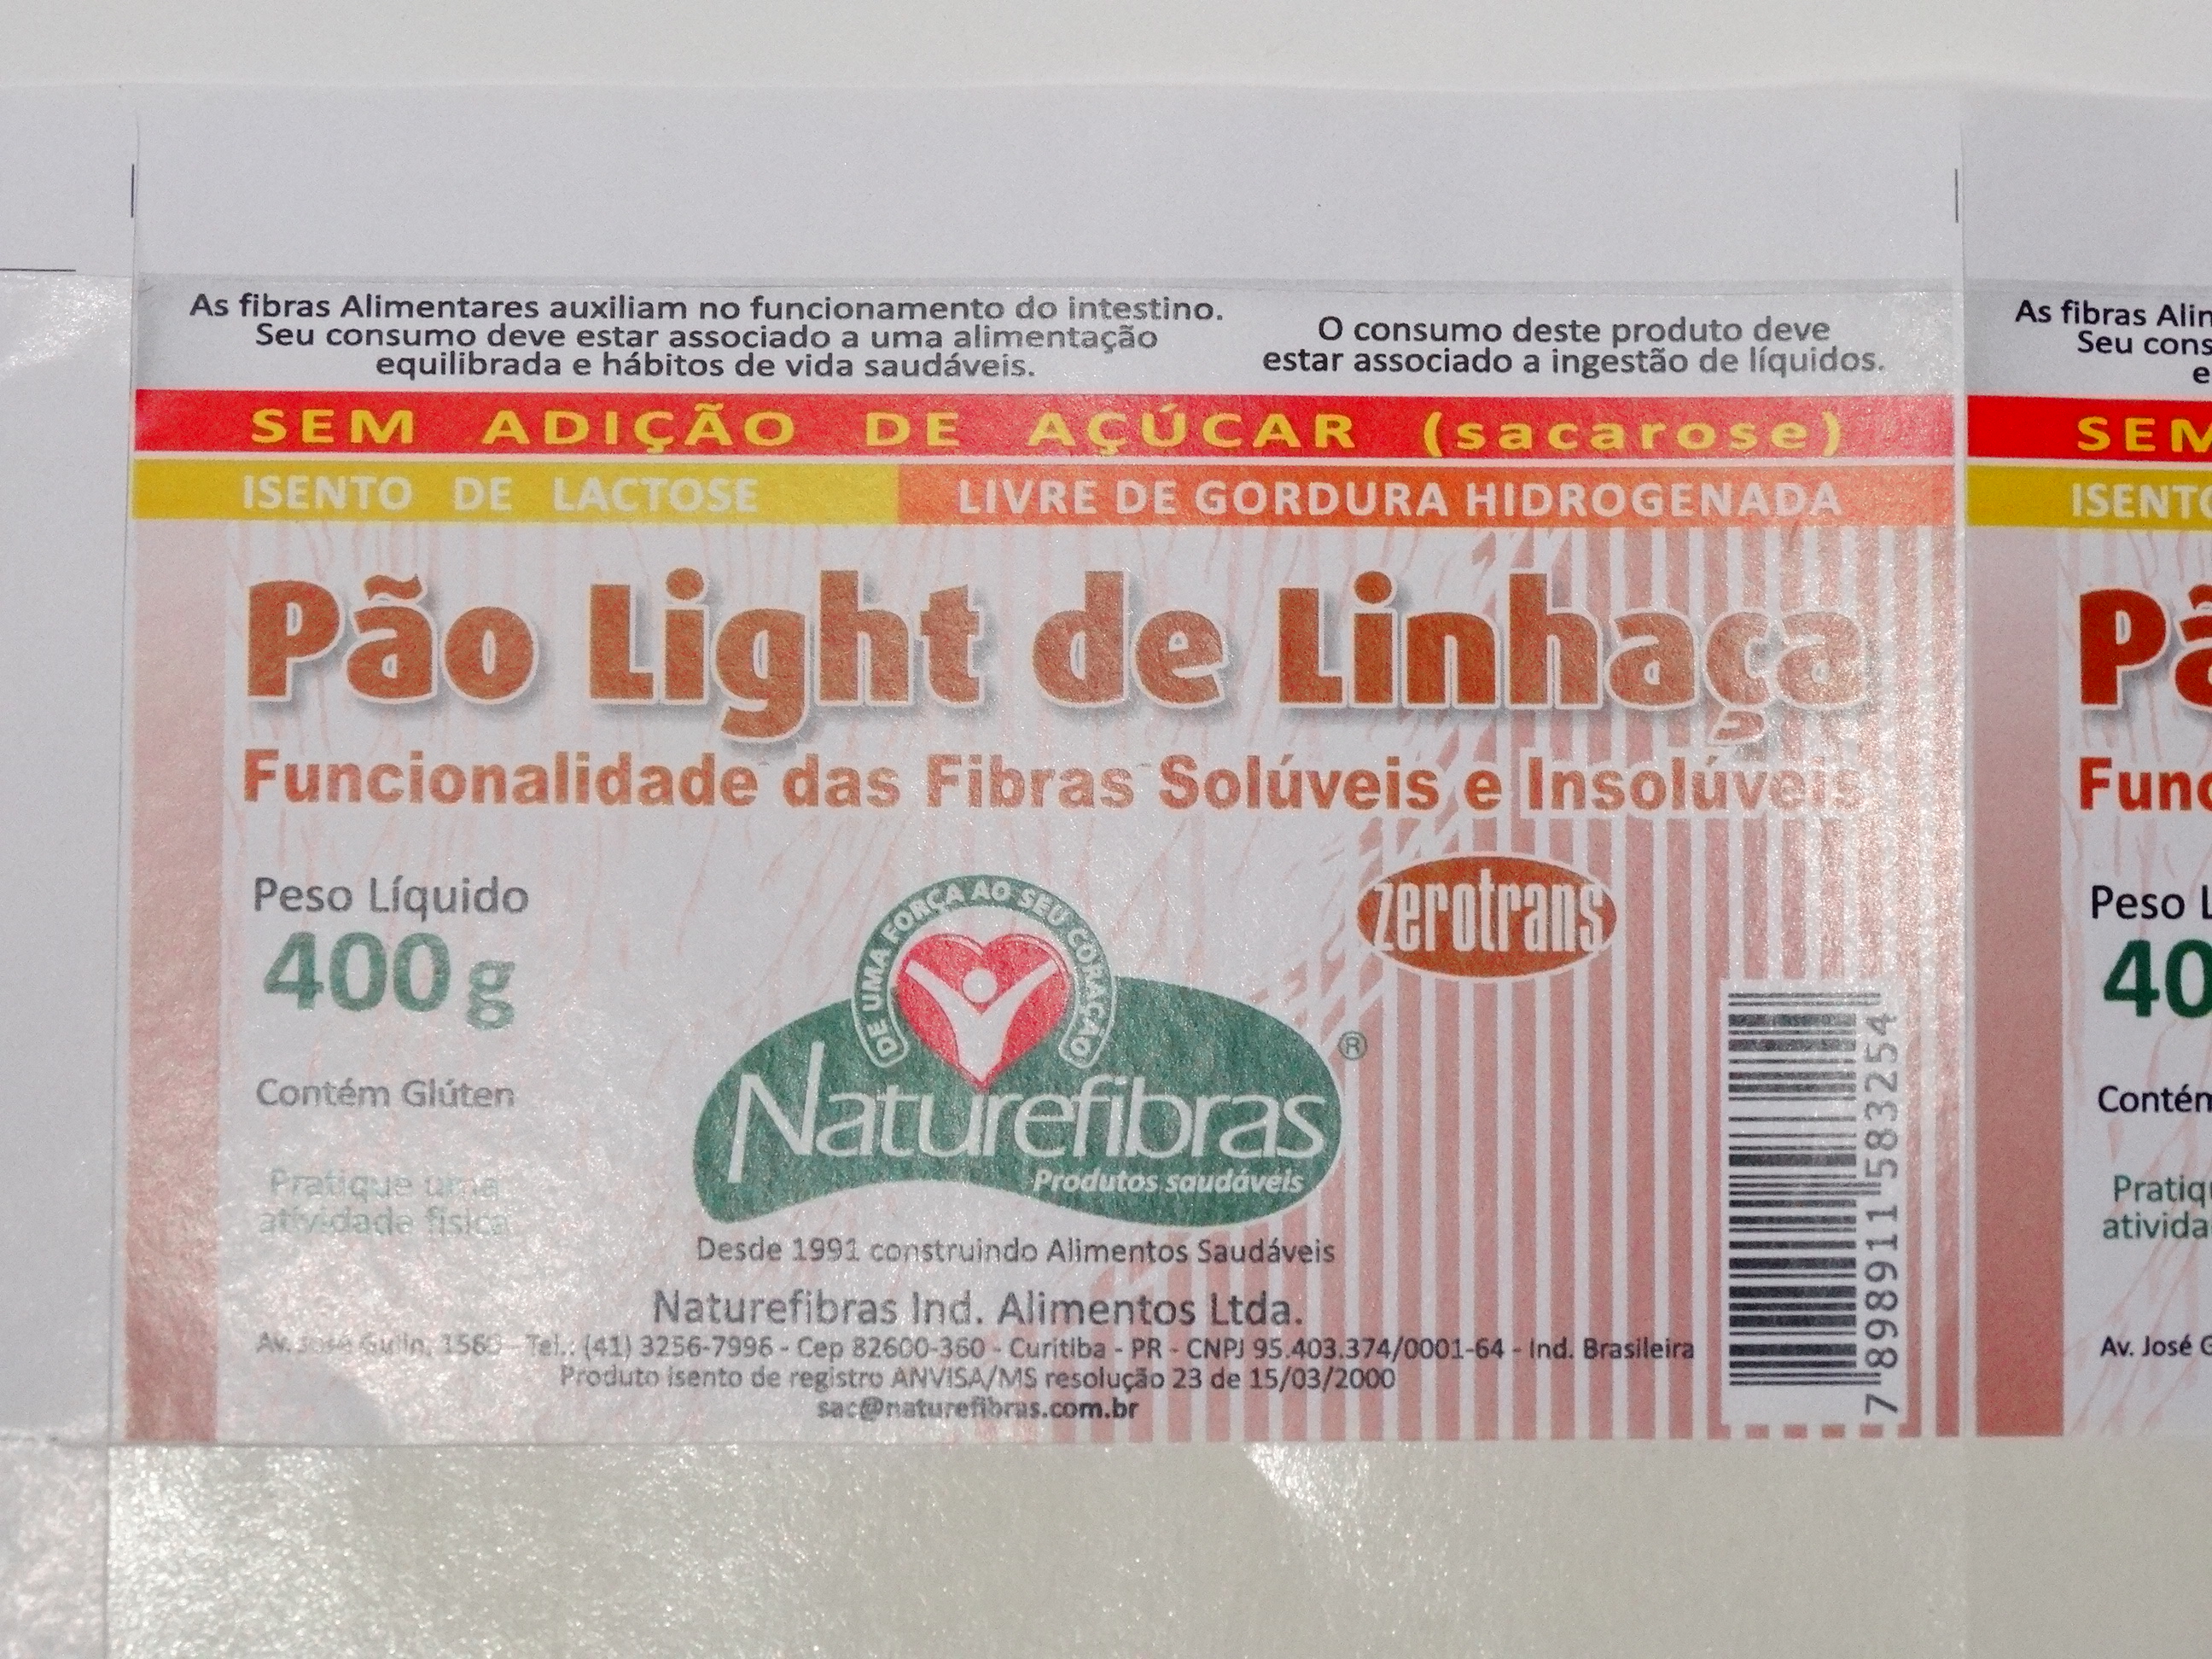 As fibras Alimentares auxiliam no funcionamento do intestino.
Seu consumo deve estar associado a uma alimentação
equilibrada e hábitos de vida saudáveis.
O consumo deste produto deve
estar associado a ingestão de líquidos.
SEM ADIÇÃO DE AÇÚCAR (sacarose)
ISENTO DE LACTOSE
LIVRE DE GORDURA HIDROGENADA
Pão Light de Linhaça
Funcionalidade das Fibras Solúveis e Insolúveis
Peso Líquido
400 g
Contém Glúten
Pratique uma
atividade física
zerotrans
DE UMA FORÇA AO SEU CORAÇÃO
Naturefibras ®
Produtos saudáveis
Desde 1991 construindo Alimentos Saudáveis
Naturefibras Ind. Alimentos Ltda.
Av. José Gulin, - Tel.: (41) 3256-7996 - Cep 82600-360 - Curitiba - PR - CNPJ 95.403.374/0001-64 - Ind. Brasileira
Produto isento de registro ANVISA/MS resolução 23 de 15/03/2000
sac@naturefibras.com.br
7 898911 583254
As fibras Alim
Seu cons
e
SEM
ISENTO
Pã
Func
Peso L
40
Contém
Pratiq
ativida
Av. José G